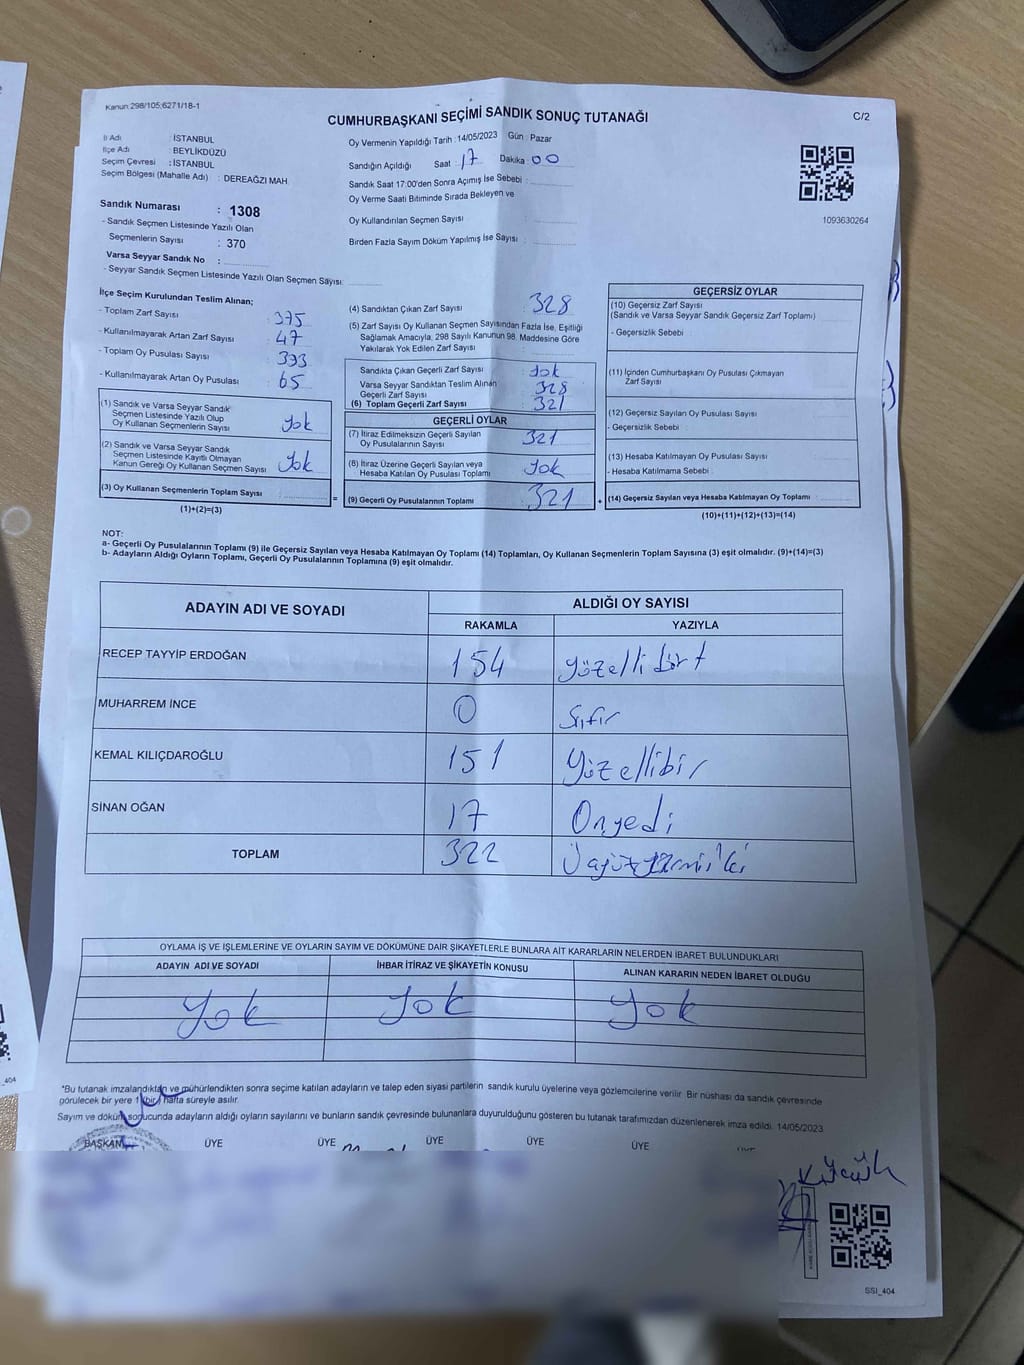 Kanun:298/105;6271/18-1
CUMHURBAŞKANI SEÇİMİ SANDIK SONUÇ TUTANAĞI
C/2
İl Adı : İSTANBUL
İlçe Adı : BEYLİKDÜZÜ
Seçim Çevresi : İSTANBUL
Seçim Bölgesi (Mahalle Adı) : DEREAĞZI MAH.
Sandık Numarası : 1308
- Sandık Seçmen Listesinde Yazılı Olan
Seçmenlerin Sayısı : 370
Varsa Seyyar Sandık No :
- Seyyar Sandık Seçmen Listesinde Yazılı Olan Seçmen Sayısı:
Oy Vermenin Yapıldığı Tarih : 14/05/2023 Gün : Pazar
Sandığın Açıldığı Saat : 17 Dakika : 00
Sandık Saat 17:00'den Sonra Açımış İse Sebebi :
Oy Verme Saati Bitiminde Sırada Bekleyen ve
Oy Kullandırılan Seçmen Sayısı :
Birden Fazla Sayım Döküm Yapılmış İse Sayısı :
1093630264
İlçe Seçim Kurulundan Teslim Alınan;
- Toplam Zarf Sayısı : 375
- Kullanılmayarak Artan Zarf Sayısı : 47
- Toplam Oy Pusulası Sayısı : 393
- Kullanılmayarak Artan Oy Pusulası : 65
(1) Sandık ve Varsa Seyyar Sandık
Seçmen Listesinde Yazılı Olup
Oy Kullanan Seçmenlerin Sayısı : Yok
(2) Sandık ve Varsa Seyyar Sandık
Seçmen Listesinde Kayıtlı Olmayan
Kanun Gereği Oy Kullanan Seçmen Sayısı : Yok
(3) Oy Kullanan Seçmenlerin Toplam Sayısı :
(1)+(2)=(3)
(4) Sandıktan Çıkan Zarf Sayısı : 328
(5) Zarf Sayısı Oy Kullanan Seçmen Sayısından Fazla İse, Eşitliği
Sağlamak Amacıyla, 298 Sayılı Kanunun 98. Maddesine Göre
Yakılarak Yok Edilen Zarf Sayısı :
Sandıkta Çıkan Geçerli Zarf Sayısı : Yok
Varsa Seyyar Sandıktan Teslim Alınan
Geçerli Zarf Sayısı : 328
(6) Toplam Geçerli Zarf Sayısı : 321
GEÇERLİ OYLAR
(7) İtiraz Edilmeksizin Geçerli Sayılan
Oy Pusulalarının Sayısı : 321
(8) İtiraz Üzerine Geçerli Sayılan veya
Hesaba Katılan Oy Pusulası Toplamı : Yok
= (9) Geçerli Oy Pusulalarının Toplamı : 321 +
GEÇERSİZ OYLAR
(10) Geçersiz Zarf Sayısı
(Sandık ve Varsa Seyyar Sandık Geçersiz Zarf Toplamı) :
- Geçersizlik Sebebi :
(11) İçinden Cumhurbaşkanı Oy Pusulası Çıkmayan
Zarf Sayısı
(12) Geçersiz Sayılan Oy Pusulası Sayısı :
- Geçersizlik Sebebi :
(13) Hesaba Katılmayan Oy Pusulası Sayısı :
- Hesaba Katılmama Sebebi :
(14) Geçersiz Sayılan veya Hesaba Katılmayan Oy Toplamı :
(10)+(11)+(12)+(13)=(14)
NOT:
a- Geçerli Oy Pusulalarının Toplamı (9) ile Geçersiz Sayılan veya Hesaba Katılmayan Oy Toplamı (14) Toplamları, Oy Kullanan Seçmenlerin Toplam Sayısına (3) eşit olmalıdır. (9)+(14)=(3)
b- Adayların Aldığı Oyların Toplamı, Geçerli Oy Pusulalarının Toplamına (9) eşit olmalıdır.
ADAYIN ADI VE SOYADI
ALDIĞI OY SAYISI
RAKAMLA YAZIYLA
RECEP TAYYİP ERDOĞAN 154 Yüzellidört
MUHARREM İNCE 0 Sıfır
KEMAL KILIÇDAROĞLU 151 Yüzellibir
SİNAN OĞAN 17 Onyedi
TOPLAM 322 Üçyüzyirmiiki
OYLAMA İŞ VE İŞLEMLERİNE VE OYLARIN SAYIM VE DÖKÜMÜNE DAİR ŞİKAYETLERLE BUNLARA AİT KARARLARIN NELERDEN İBARET BULUNDUKLARI
ADAYIN ADI VE SOYADI İHBAR İTİRAZ VE ŞİKAYETİN KONUSU ALINAN KARARIN NEDEN İBARET OLDUĞU
Yok Yok Yok
*Bu tutanak imzalandıktan ve mühürlendikten sonra seçime katılan adayların ve talep eden siyasi partilerin sandık kurulu üyelerine veya gözlemcilerine verilir. Bir nüshası da sandık çevresinde
görülecek bir yere 1 (bir) hafta süreyle asılır.
Sayım ve döküm sonucunda adayların aldığı oyların sayılarını ve bunların sandık çevresinde bulunanlara duyurulduğunu gösteren bu tutanak tarafımızdan düzenlenerek imza edildi. 14/05/2023
BAŞKAN ÜYE ÜYE ÜYE ÜYE ÜYE
SSI_404
_404